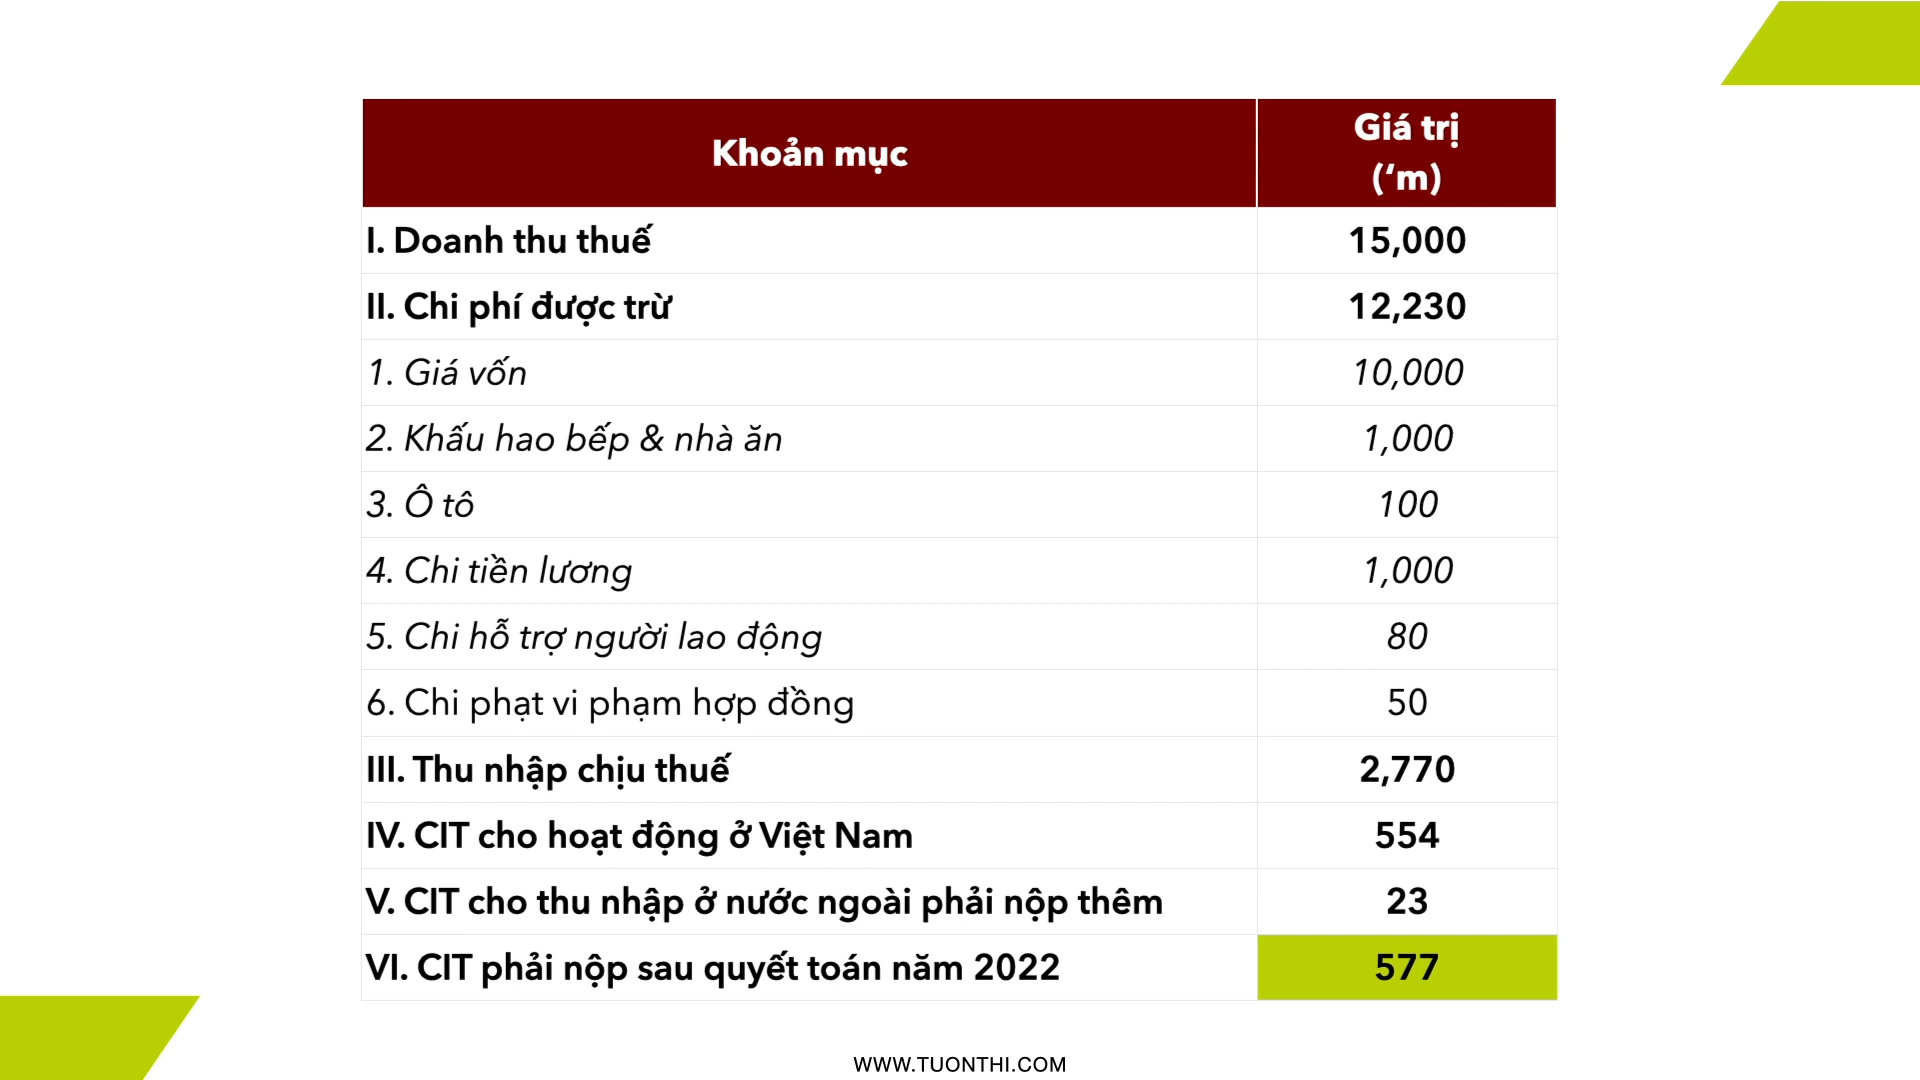 Khoản mục
Giá trị
(‘m)
I. Doanh thu thuế
15,000
II. Chi phí được trừ
12,230
1. Giá vốn
10,000
2. Khấu hao bếp & nhà ăn
1,000
3. Ô tô
100
4. Chi tiền lương
1,000
5. Chi hỗ trợ người lao động
80
6. Chi phạt vi phạm hợp đồng
50
III. Thu nhập chịu thuế
2,770
IV. CIT cho hoạt động ở Việt Nam
554
V. CIT cho thu nhập ở nước ngoài phải nộp thêm
23
VI. CIT phải nộp sau quyết toán năm 2022
577
WWW.TUONTHI.COM